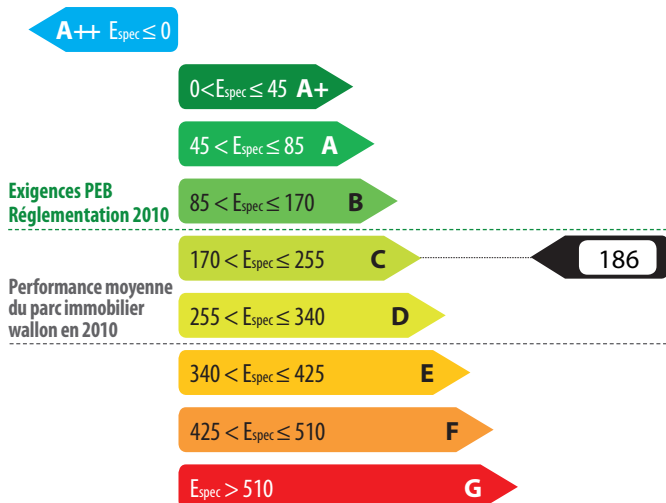 A++ Espec ≤ 0
0 < Espec ≤ 45 A+
45 < Espec ≤ 85 A
Exigences PEB
Réglementation 2010
85 < Espec ≤ 170 B
170 < Espec ≤ 255 C
186
Performance moyenne
du parc immobilier
wallon en 2010
255 < Espec ≤ 340 D
340 < Espec ≤ 425 E
425 < Espec ≤ 510 F
Espec > 510 G